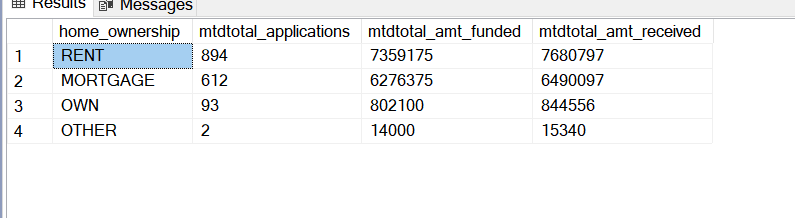 Results Messages
home_ownership mtdtotal_applications mtdtotal_amt_funded mtdtotal_amt_received
1 RENT 894 7359175 7680797
2 MORTGAGE 612 6276375 6490097
3 OWN 93 802100 844556
4 OTHER 2 14000 15340